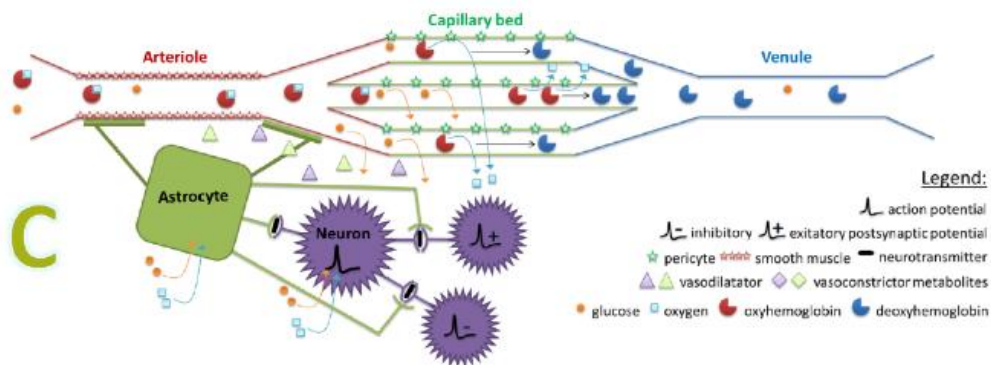 Capillary bed
Arteriole
Venule
Astrocyte
C
Neuron
Legend:
action potential
inhibitory exitatory postsynaptic potential
pericyte smooth muscle neurotransmitter
vasodilatator vasoconstrictor metabolites
glucose oxygen oxyhemoglobin deoxyhemoglobin